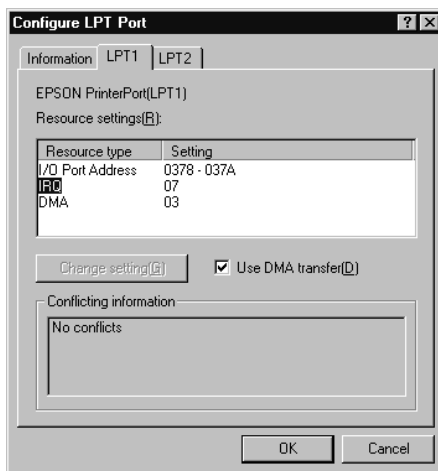 Configure LPT Port
Information LPT1 LPT2
EPSON PrinterPort(LPT1)
Resource settings(R):
Resource type Setting
I/O Port Address 0378 - 037A
IRQ 07
DMA 03
Change setting(G) Use DMA transfer(D)
Conflicting information
No conflicts
OK Cancel